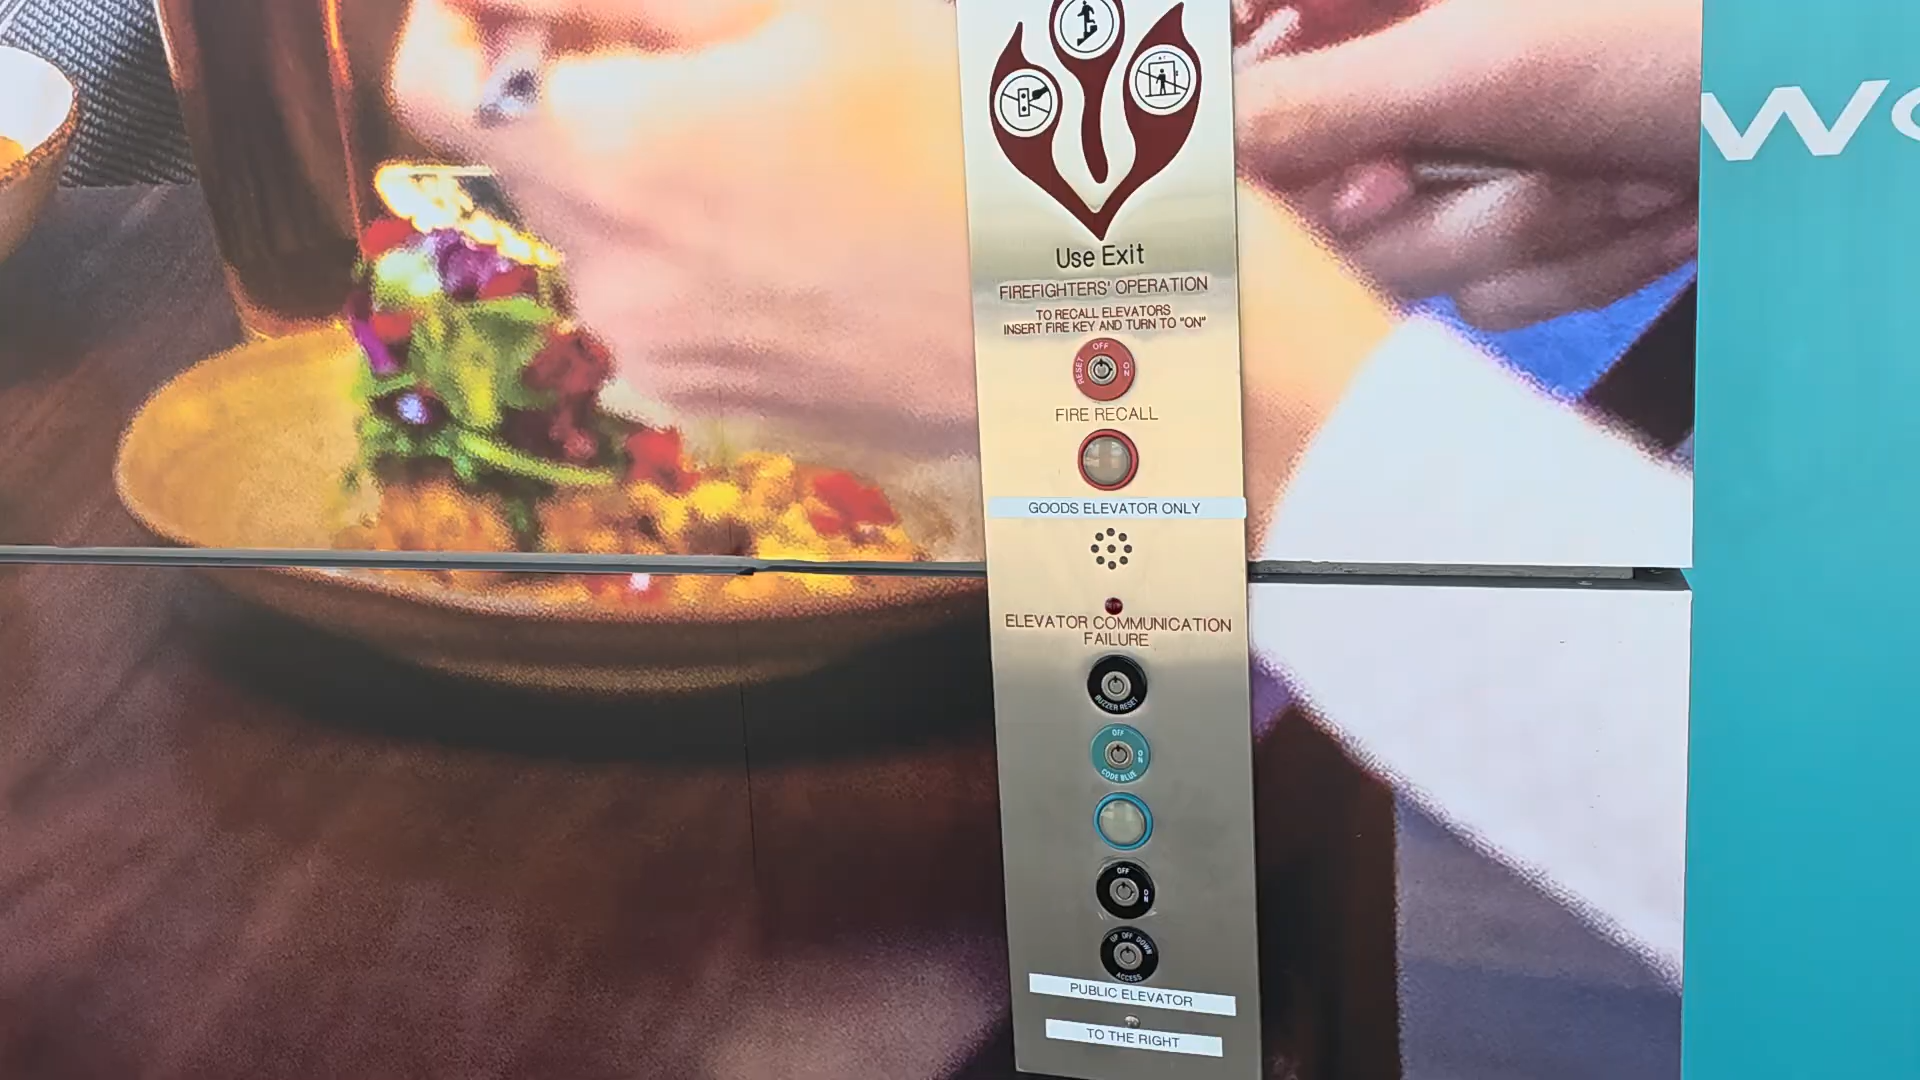 Use Exit
FIREFIGHTERS' OPERATION
TO RECALL ELEVATORS
INSERT FIRE KEY AND TURN TO "ON"
OFF
RESET
ON
FIRE RECALL
GOODS ELEVATOR ONLY
ELEVATOR COMMUNICATION
FAILURE
BUZZER RESET
OFF
ON
CODE BLUE
OFF
ON
UP OFF DOWN
ACCESS
PUBLIC ELEVATOR
TO THE RIGHT